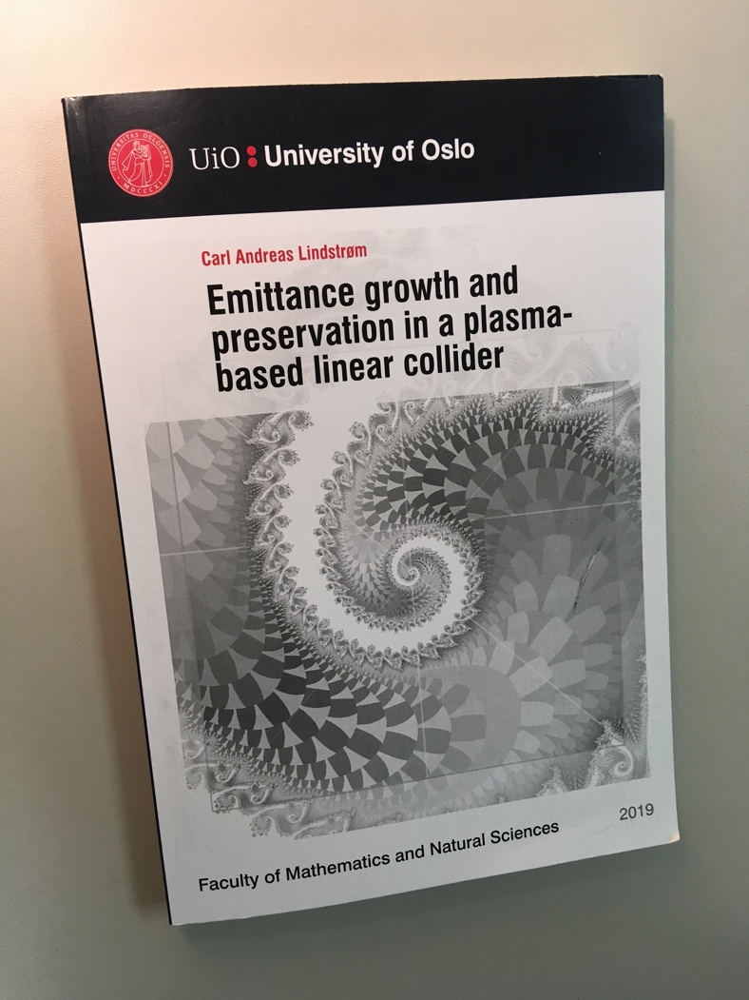 UNIVERSITAS OSLOENSIS
MDCCCXI
UiO : University of Oslo
Carl Andreas Lindstrøm
Emittance growth and
preservation in a plasma-
based linear collider
2019
Faculty of Mathematics and Natural Sciences